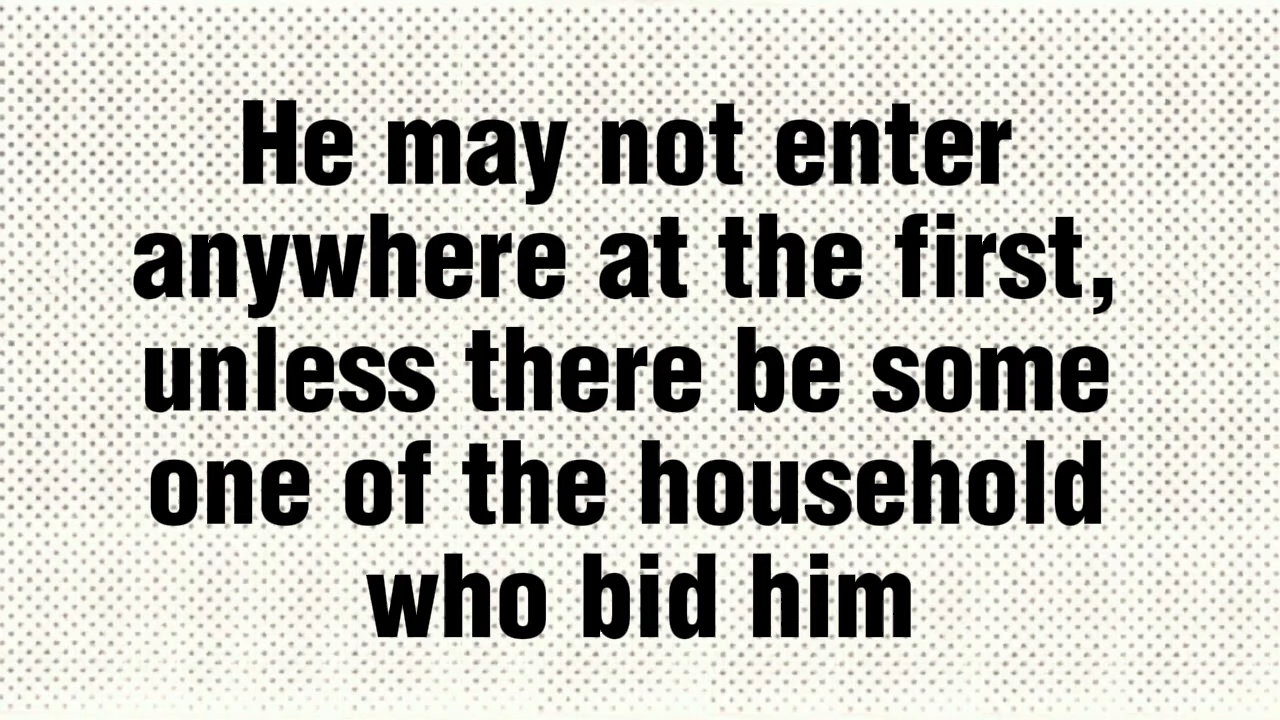 He may not enter
anywhere at the first,
unless there be some
one of the household
who bid him